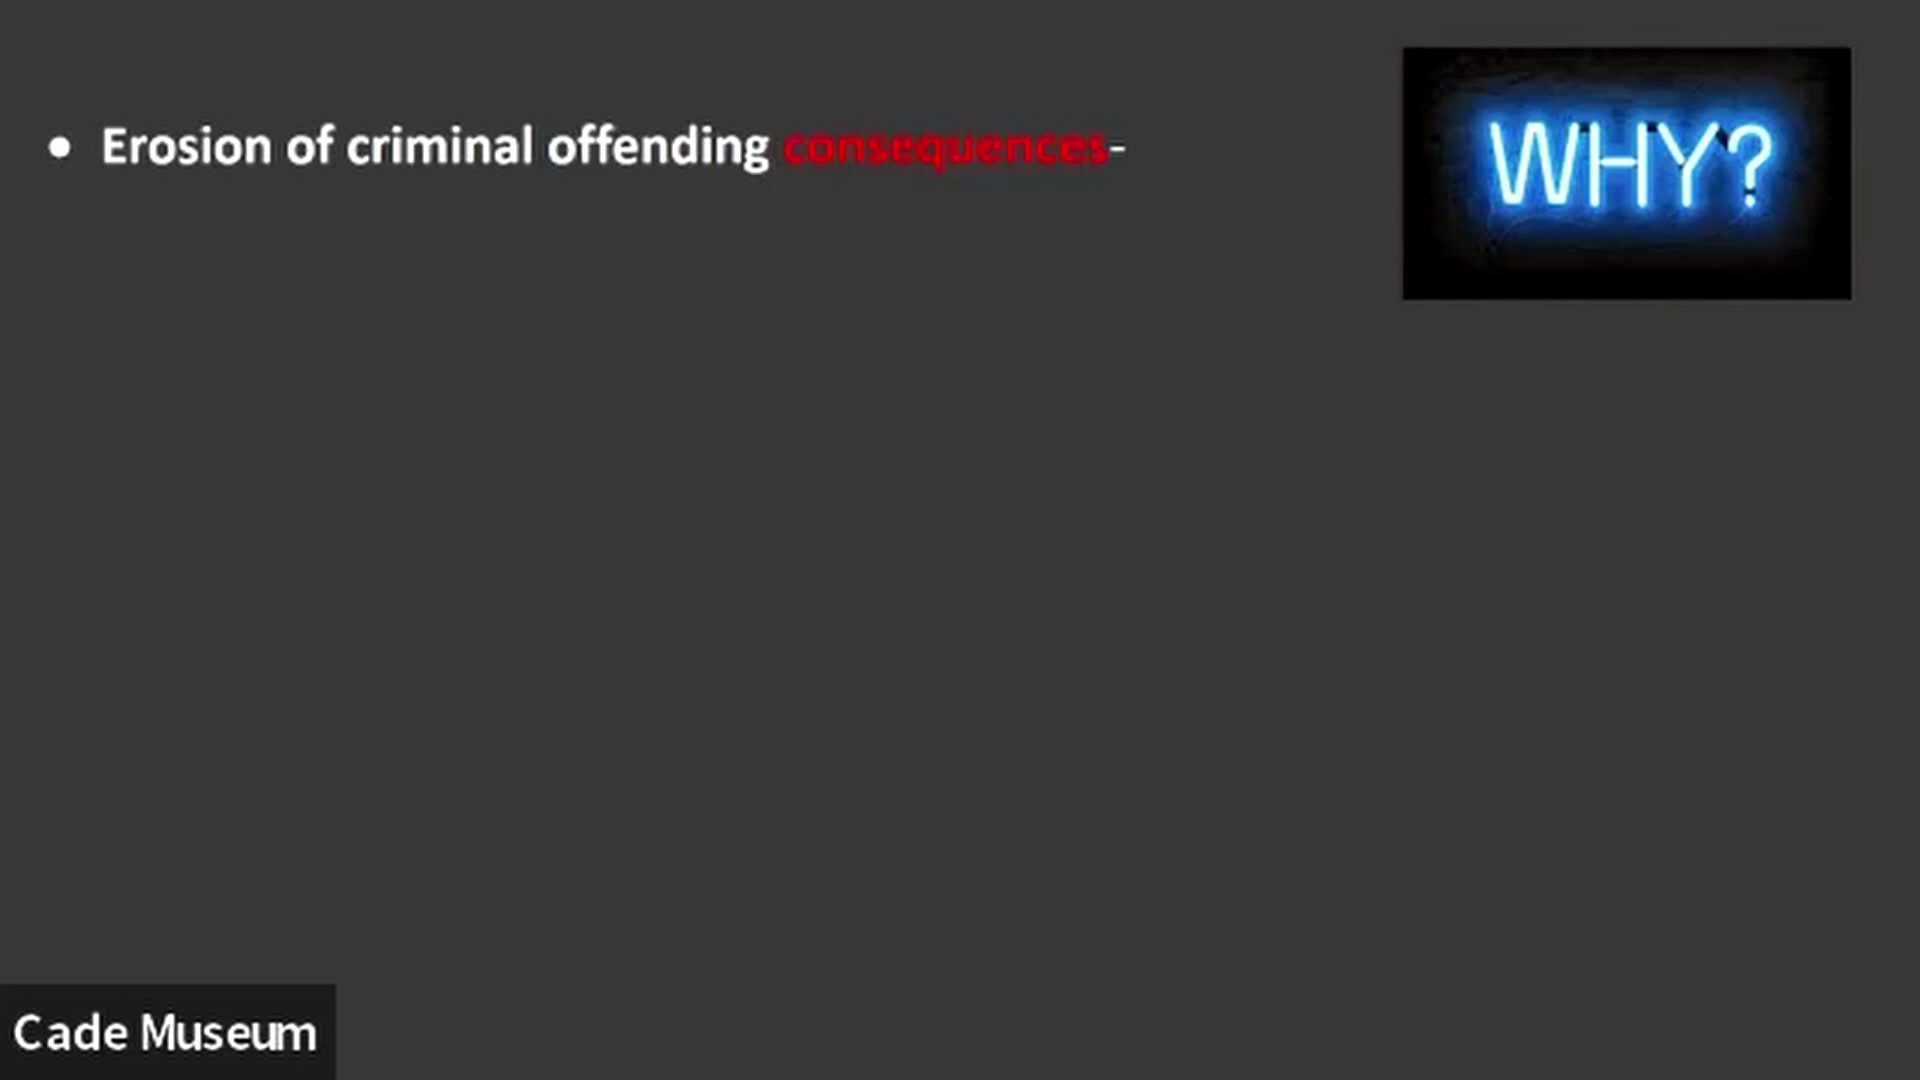 • Erosion of criminal offending consequences-
WHY?
Cade Museum